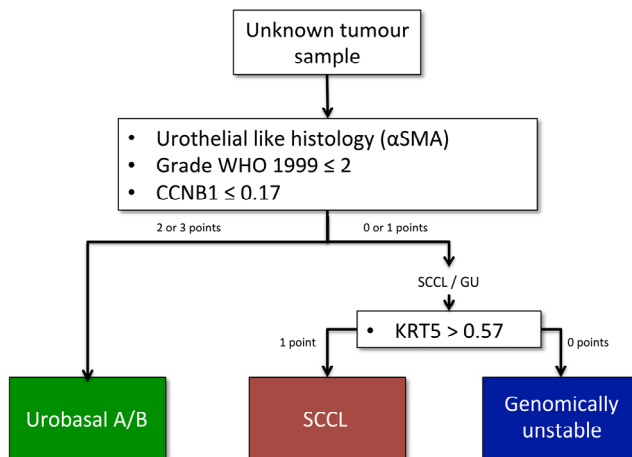 Unknown tumour
sample
• Urothelial like histology (αSMA)
• Grade WHO 1999 ≤ 2
• CCNB1 ≤ 0.17
2 or 3 points
0 or 1 points
SCCL / GU
• KRT5 > 0.57
1 point
0 points
Urobasal A/B
SCCL
Genomically
unstable